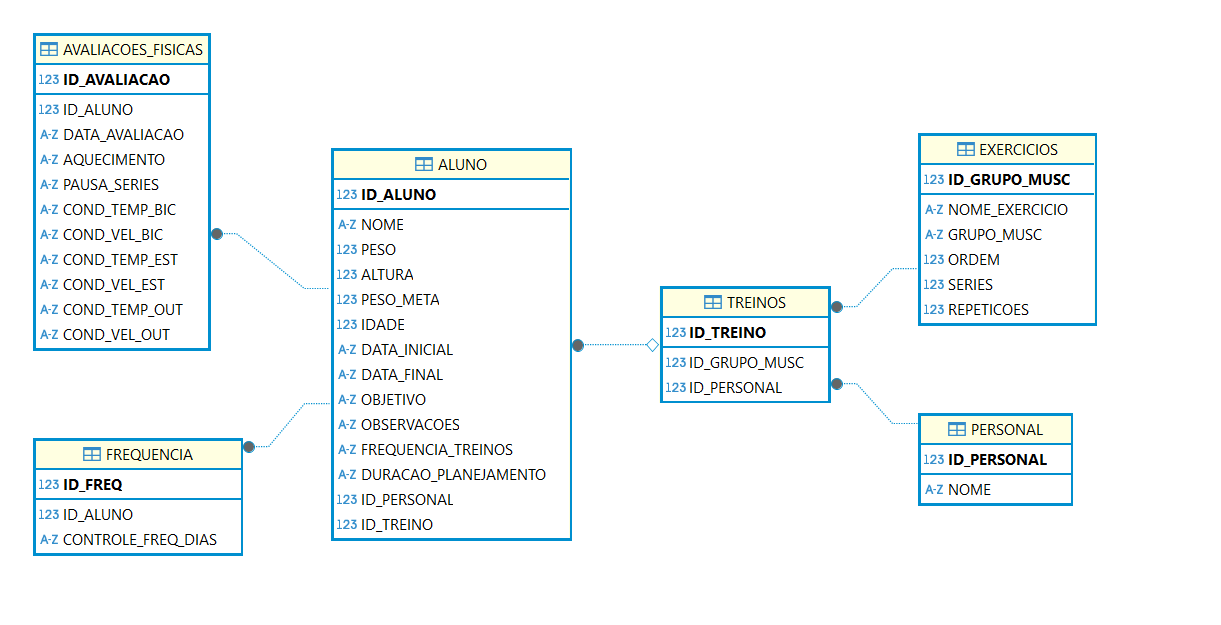 AVALIACOES_FISICAS
123 ID_AVALIACAO
123 ID_ALUNO
A-Z DATA_AVALIACAO
A-Z AQUECIMENTO
A-Z PAUSA_SERIES
A-Z COND_TEMP_BIC
A-Z COND_VEL_BIC
A-Z COND_TEMP_EST
A-Z COND_VEL_EST
A-Z COND_TEMP_OUT
A-Z COND_VEL_OUT
FREQUENCIA
123 ID_FREQ
123 ID_ALUNO
A-Z CONTROLE_FREQ_DIAS
ALUNO
123 ID_ALUNO
A-Z NOME
123 PESO
123 ALTURA
123 PESO_META
123 IDADE
A-Z DATA_INICIAL
A-Z DATA_FINAL
A-Z OBJETIVO
A-Z OBSERVACOES
A-Z FREQUENCIA_TREINOS
A-Z DURACAO_PLANEJAMENTO
123 ID_PERSONAL
123 ID_TREINO
TREINOS
123 ID_TREINO
123 ID_GRUPO_MUSC
123 ID_PERSONAL
EXERCICIOS
123 ID_GRUPO_MUSC
A-Z NOME_EXERCICIO
A-Z GRUPO_MUSC
123 ORDEM
123 SERIES
123 REPETICOES
PERSONAL
123 ID_PERSONAL
A-Z NOME